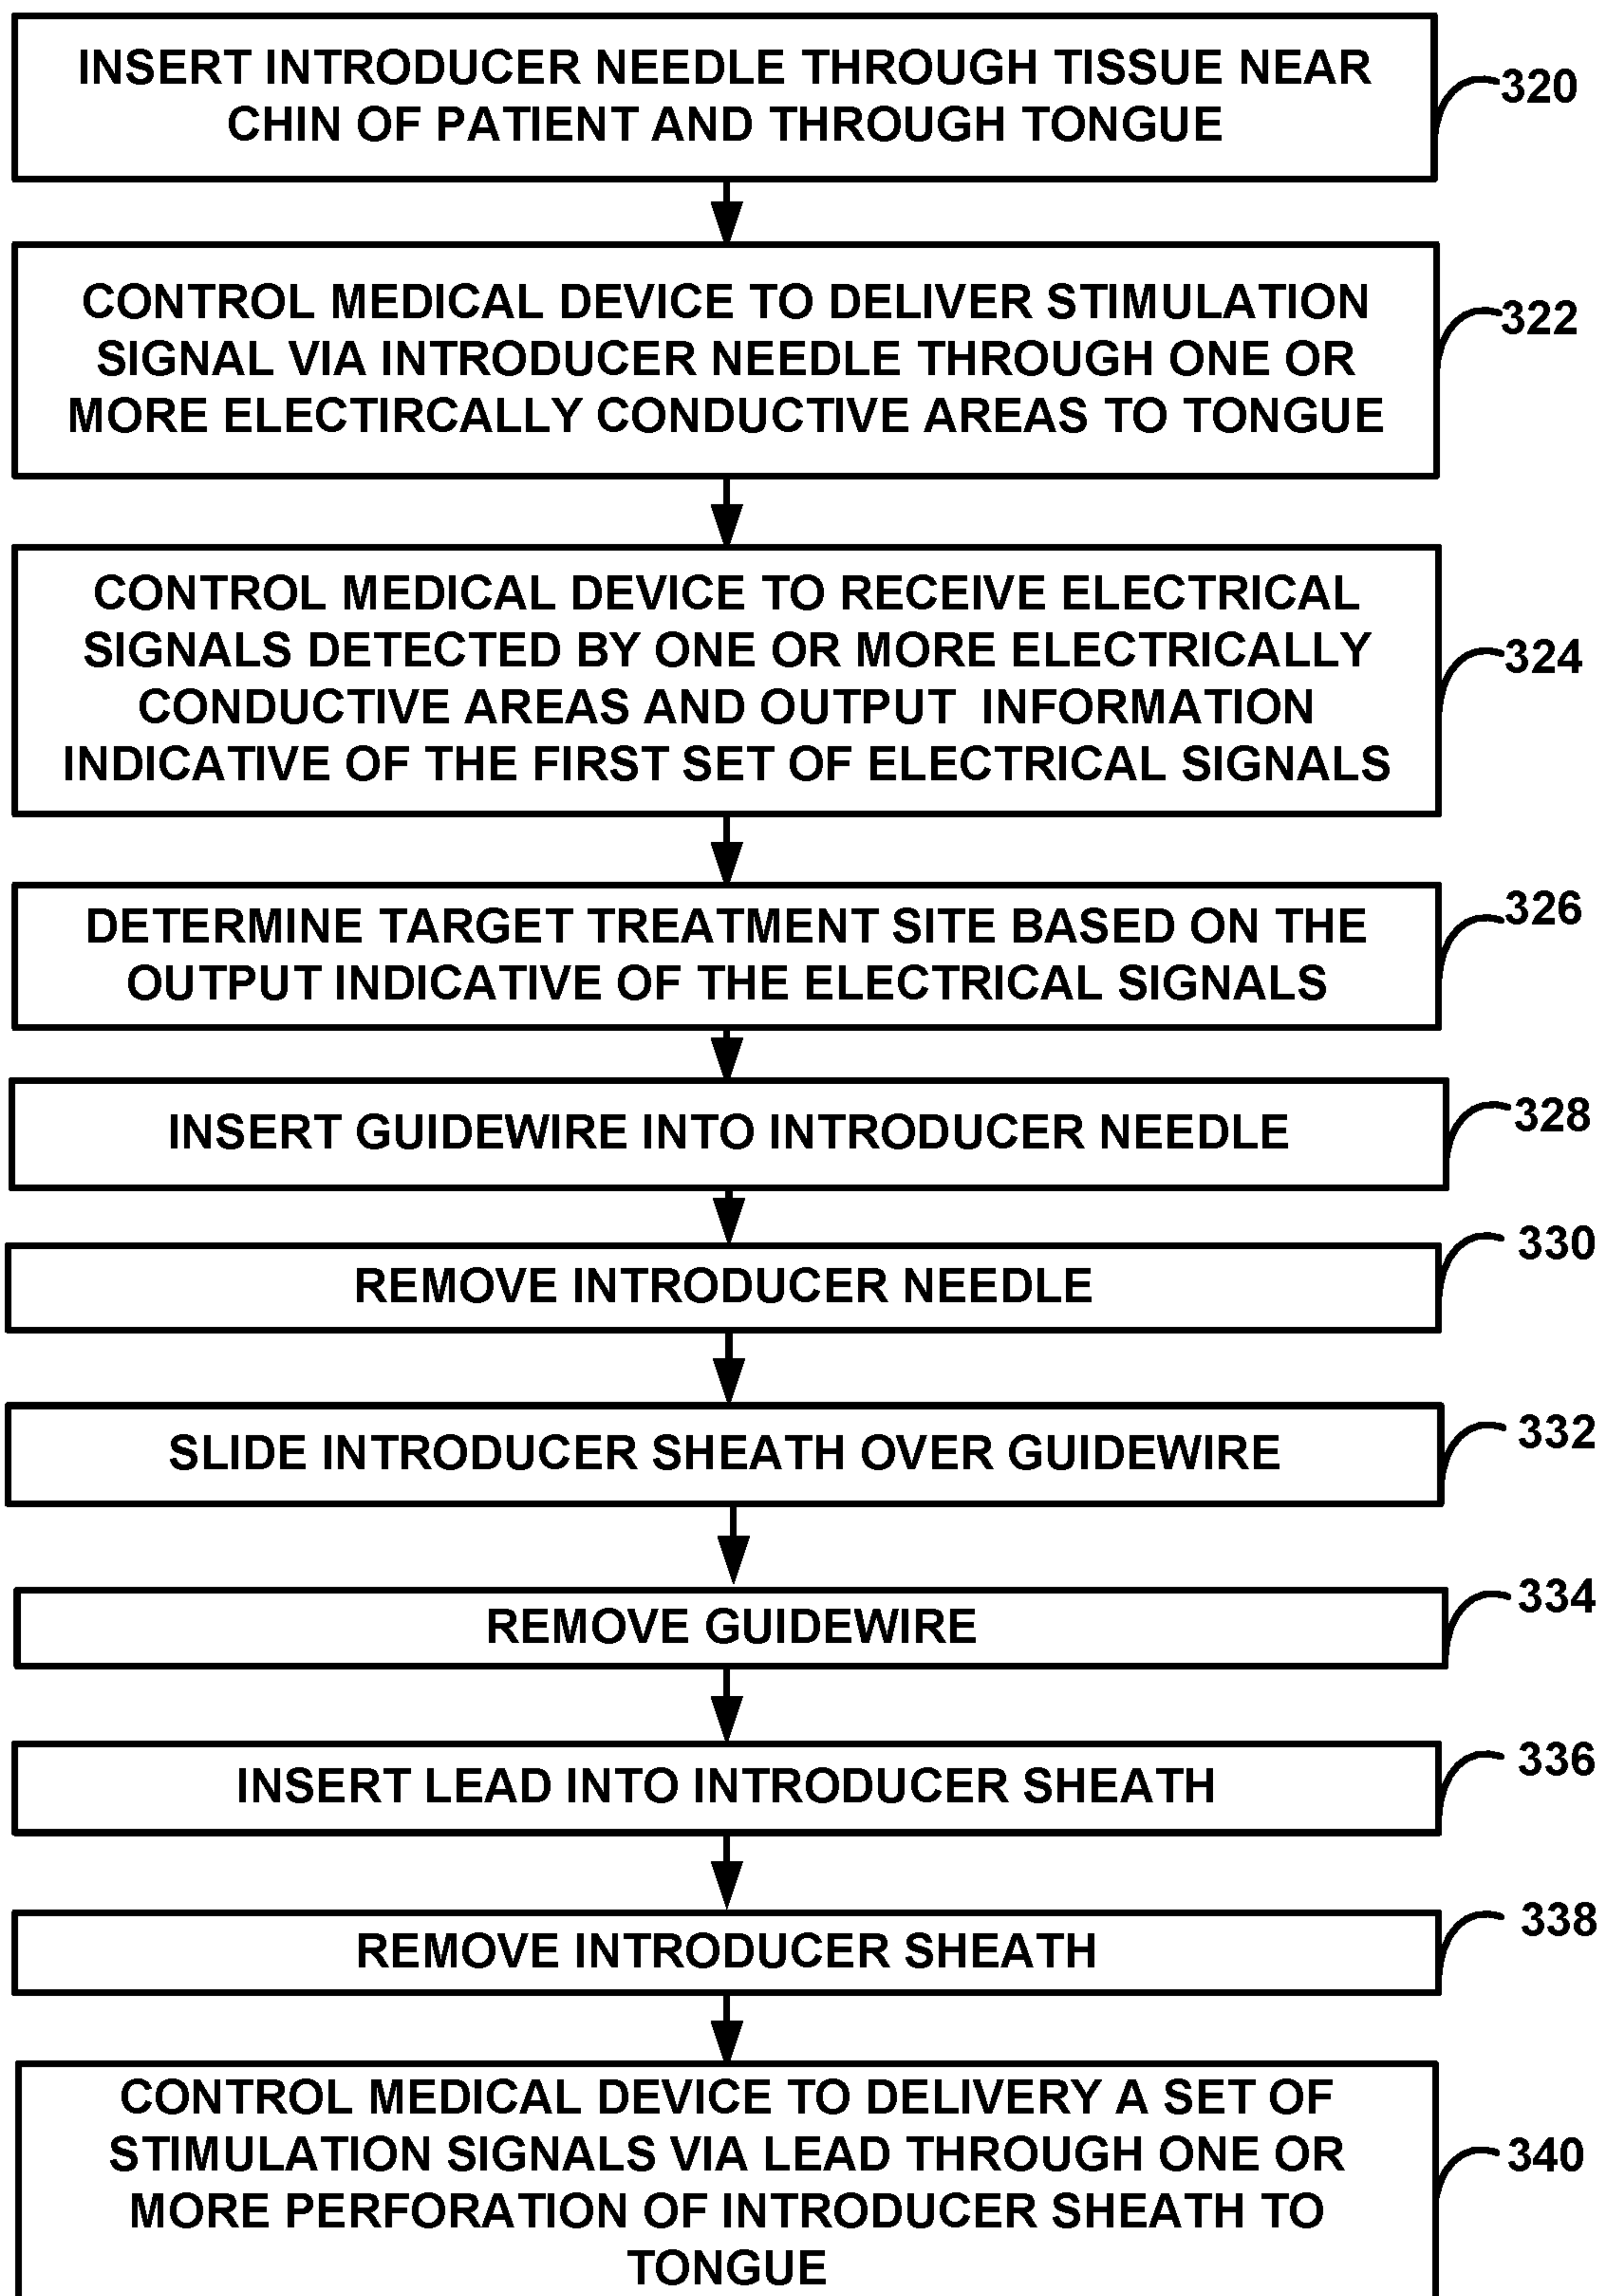 INSERT INTRODUCER NEEDLE THROUGH TISSUE NEAR
CHIN OF PATIENT AND THROUGH TONGUE
320
CONTROL MEDICAL DEVICE TO DELIVER STIMULATION
SIGNAL VIA INTRODUCER NEEDLE THROUGH ONE OR
MORE ELECTIRCALLY CONDUCTIVE AREAS TO TONGUE
322
CONTROL MEDICAL DEVICE TO RECEIVE ELECTRICAL
SIGNALS DETECTED BY ONE OR MORE ELECTRICALLY
CONDUCTIVE AREAS AND OUTPUT INFORMATION
INDICATIVE OF THE FIRST SET OF ELECTRICAL SIGNALS
324
DETERMINE TARGET TREATMENT SITE BASED ON THE
OUTPUT INDICATIVE OF THE ELECTRICAL SIGNALS
326
INSERT GUIDEWIRE INTO INTRODUCER NEEDLE
328
REMOVE INTRODUCER NEEDLE
330
SLIDE INTRODUCER SHEATH OVER GUIDEWIRE
332
REMOVE GUIDEWIRE
334
INSERT LEAD INTO INTRODUCER SHEATH
336
REMOVE INTRODUCER SHEATH
338
CONTROL MEDICAL DEVICE TO DELIVERY A SET OF
STIMULATION SIGNALS VIA LEAD THROUGH ONE OR
MORE PERFORATION OF INTRODUCER SHEATH TO
TONGUE
340